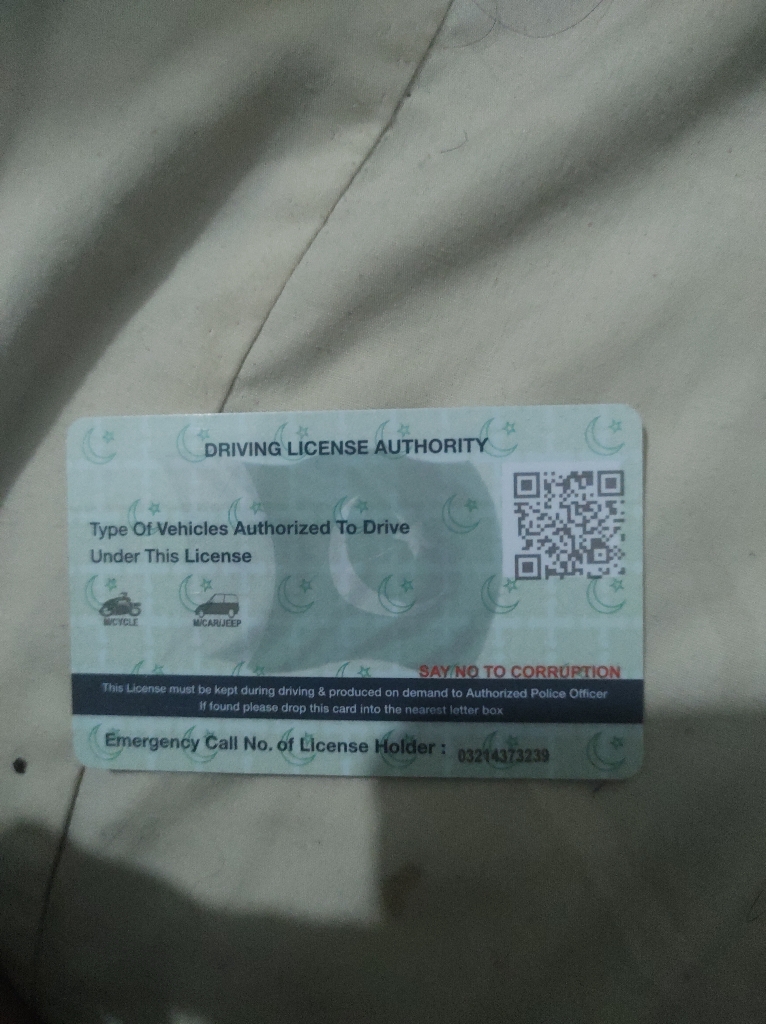 DRIVING LICENSE AUTHORITY
Type Of Vehicles Authorized To Drive
Under This License
M/CYCLE
M/CAR/JEEP
SAY NO TO CORRUPTION
This License must be kept during driving & produced on demand to Authorized Police Officer
If found please drop this card into the nearest letter box
Emergency Call No. of License Holder : 03214373239